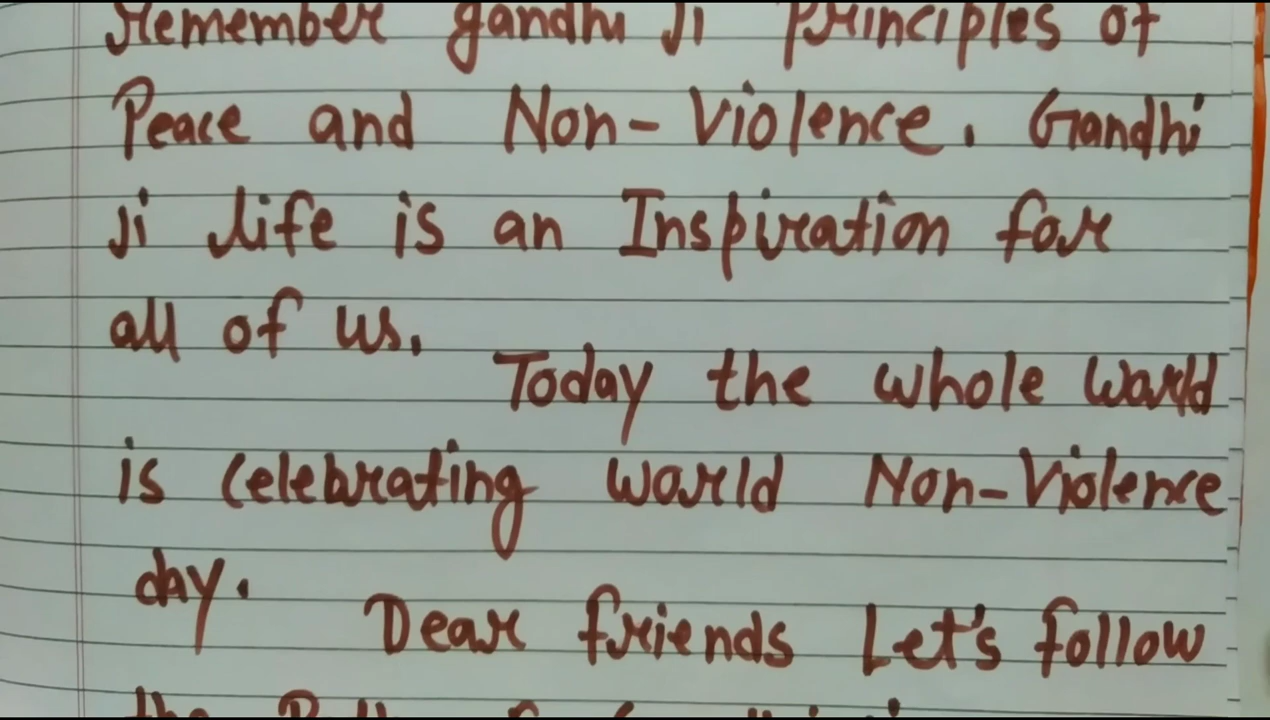 Remember gandhi Ji Principles of
Peace and Non-Violence. Gandhi
Ji life is an Inspiration for
all of us.
Today the whole world
is Celebrating world Non-Violence
day.
Dear friends Let's follow
the